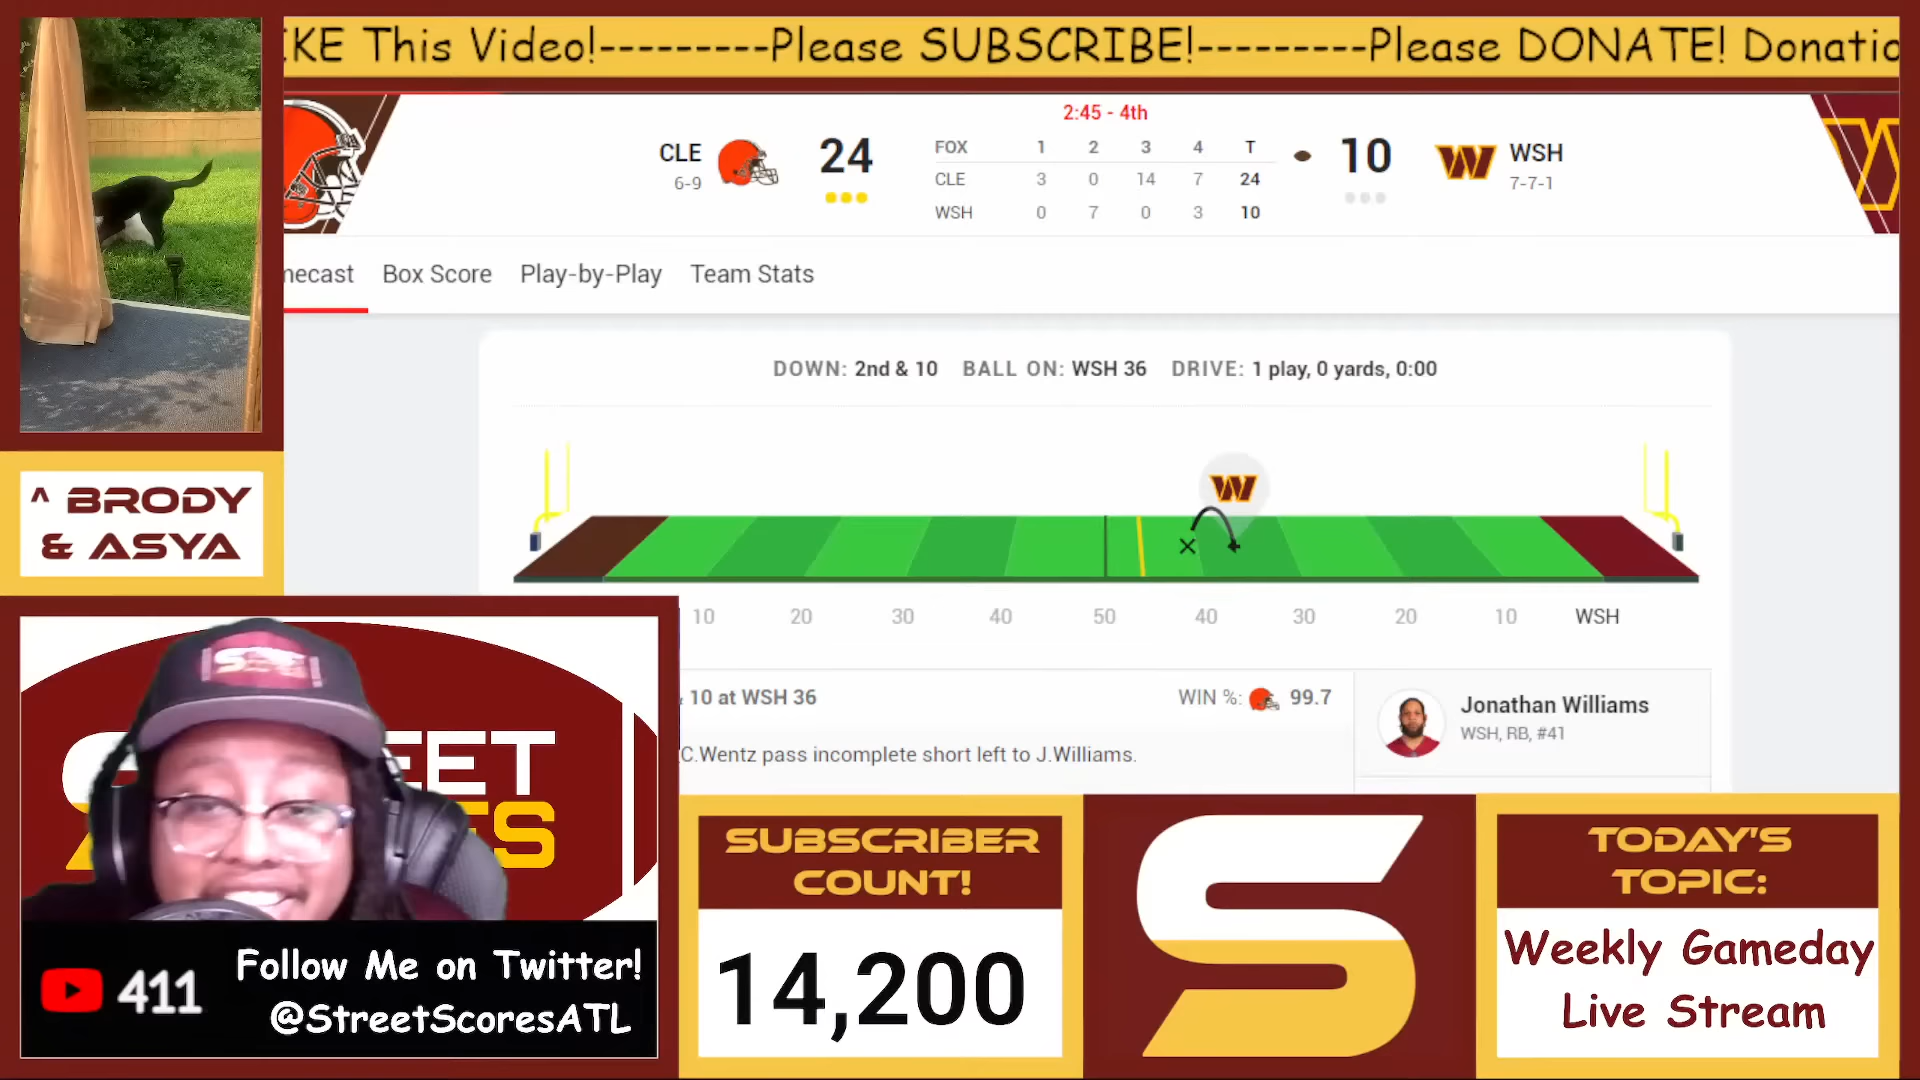 KE This Video!---------Please SUBSCRIBE!---------Please DONATE! Donatio
2:45 - 4th
CLE
6-9
24
FOX 1 2 3 4 T
CLE 3 0 14 7 24
WSH 0 7 0 3 10
10
WSH
7-7-1
necast Box Score Play-by-Play Team Stats
DOWN: 2nd & 10 BALL ON: WSH 36 DRIVE: 1 play, 0 yards, 0:00
^ BRODY
& ASYA
10 20 30 40 50 40 30 20 10 WSH
10 at WSH 36
WIN %: 99.7
C.Wentz pass incomplete short left to J.Williams.
Jonathan Williams
WSH, RB, #41
EET
ES
411
Follow Me on Twitter!
@StreetScoresATL
SUBSCRIBER
COUNT!
14,200
TODAY'S
TOPIC:
Weekly Gameday
Live Stream